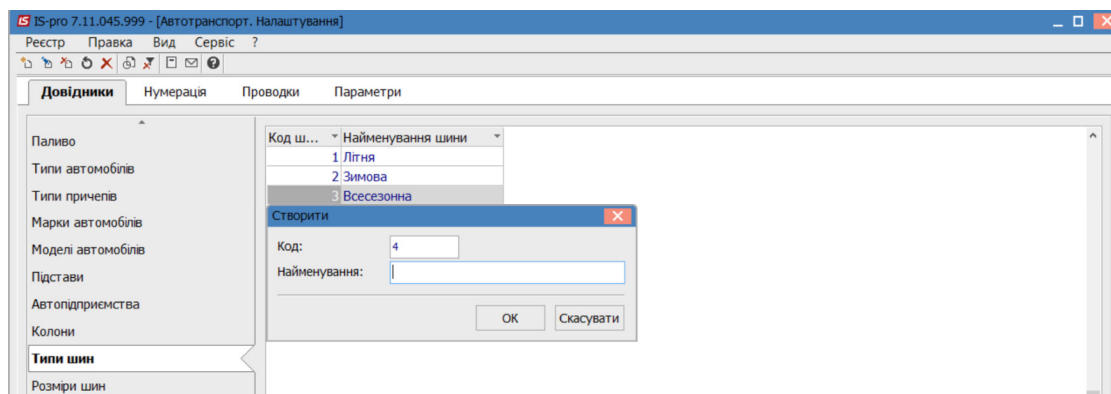 IS-pro 7.11.045.999 - [Автотранспорт. Налаштування]
Реєстр Правка Вид Сервіс ?
Довідники Нумерація Проводки Параметри
Паливо
Типи автомобілів
Типи причепів
Марки автомобілів
Моделі автомобілів
Підстави
Автопідприємства
Колони
Типи шин
Розміри шин
Код ш... Найменування шини
1 Літня
2 Зимова
3 Всесезонна
Створити
Код: 4
Найменування:
ОК Скасувати